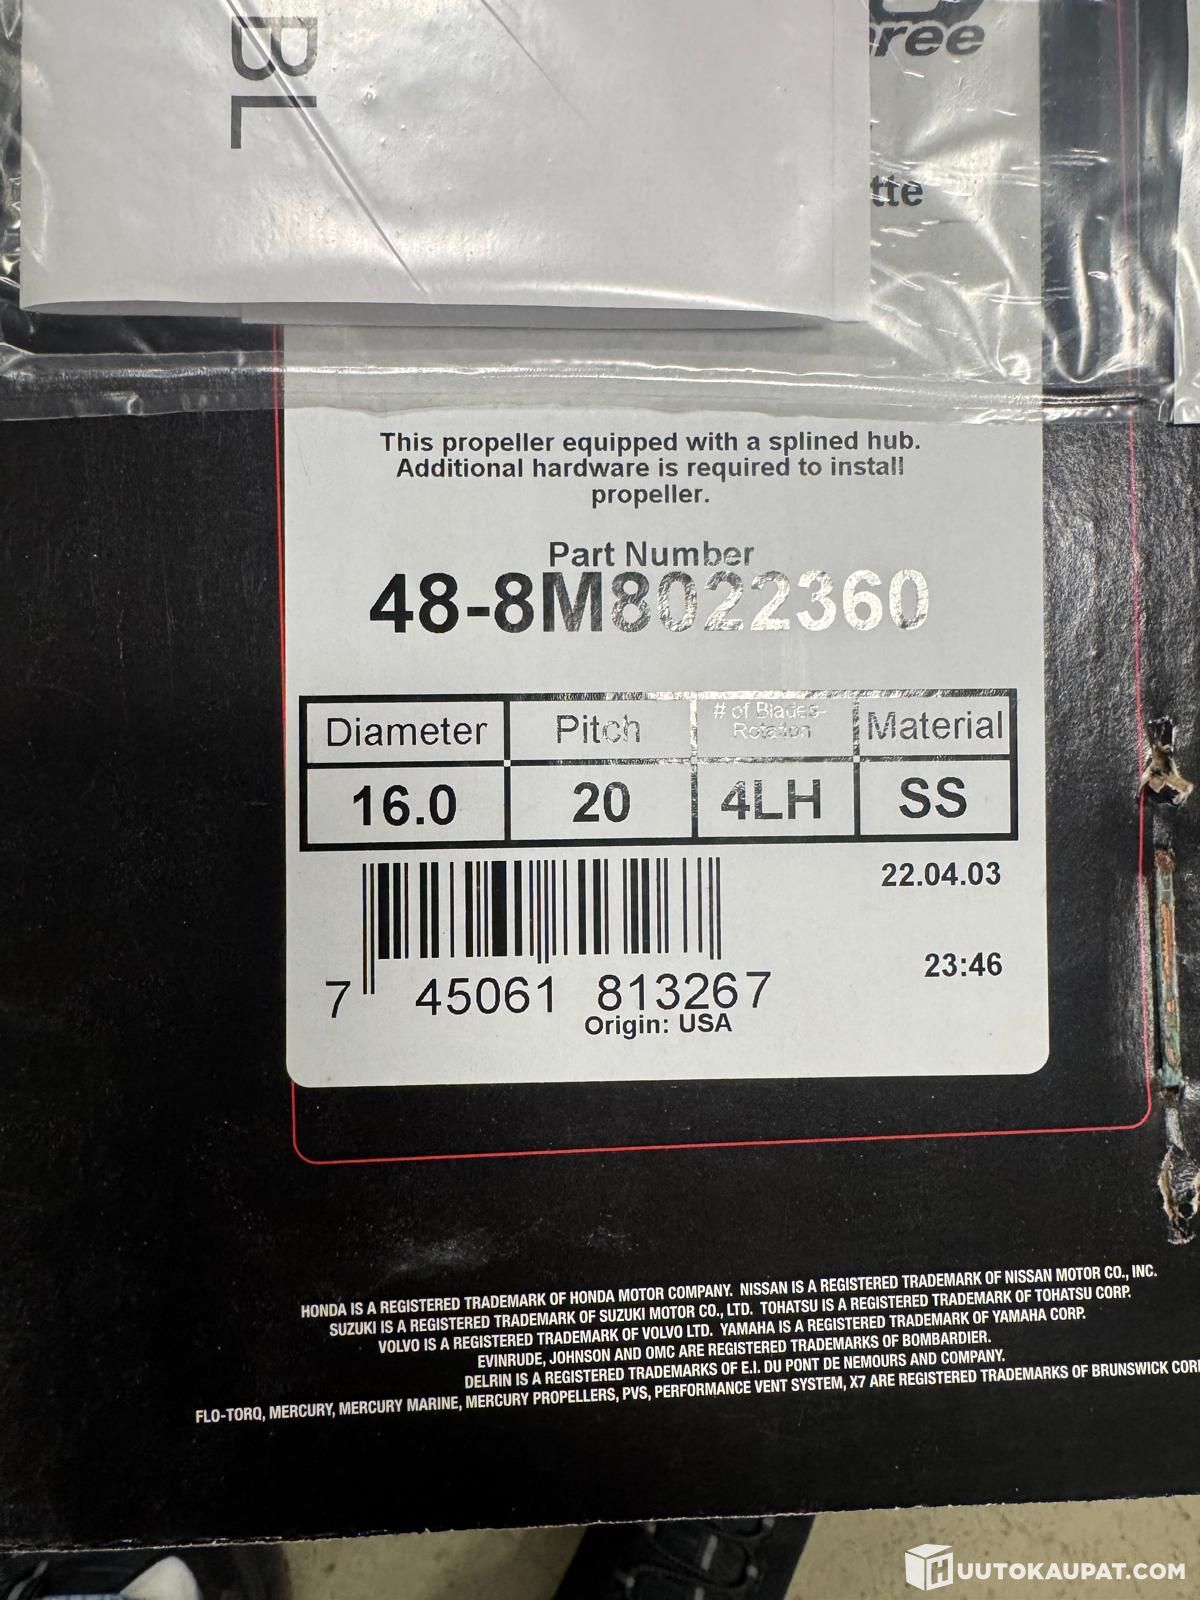 BL
ree
tte
This propeller equipped with a splined hub.
Additional hardware is required to install
propeller.
Part Number
48-8M8022360
Diameter Pitch # of Blades- Material
Rotation
16.0 20 4LH SS
22.04.03
23:46
7 45061 813267
Origin: USA
HONDA IS A REGISTERED TRADEMARK OF HONDA MOTOR COMPANY. NISSAN IS A REGISTERED TRADEMARK OF NISSAN MOTOR CO., INC.
SUZUKI IS A REGISTERED TRADEMARK OF SUZUKI MOTOR CO., LTD. TOHATSU IS A REGISTERED TRADEMARK OF TOHATSU CORP.
VOLVO IS A REGISTERED TRADEMARK OF VOLVO LTD. YAMAHA IS A REGISTERED TRADEMARK OF YAMAHA CORP.
EVINRUDE, JOHNSON AND OMC ARE REGISTERED TRADEMARKS OF BOMBARDIER.
DELRIN IS A REGISTERED TRADEMARKS OF E.I. DU PONT DE NEMOURS AND COMPANY.
FLO-TORQ, MERCURY, MERCURY MARINE, MERCURY PROPELLERS, PVS, PERFORMANCE VENT SYSTEM, X7 ARE REGISTERED TRADEMARKS OF BRUNSWICK COR
HUUTOKAUPAT.COM